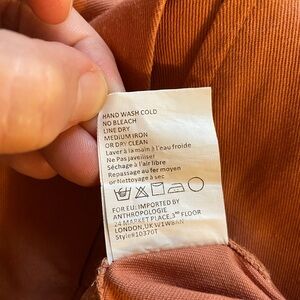 HAND WASH COLD
NO BLEACH
LINE DRY
MEDIUM IRON
OR DRY CLEAN
Laver à la main à l'eau froide
Ne Pas javelliser
Séchage à l'air libre
Repassage au fer moyen
ou Nettoyage à sec
FOR EU: IMPORTED BY
ANTHROPOLOGIE
24 MARKET PLACE, 3RD FLOOR
LONDON, UK W1W8AN
Style#10370T